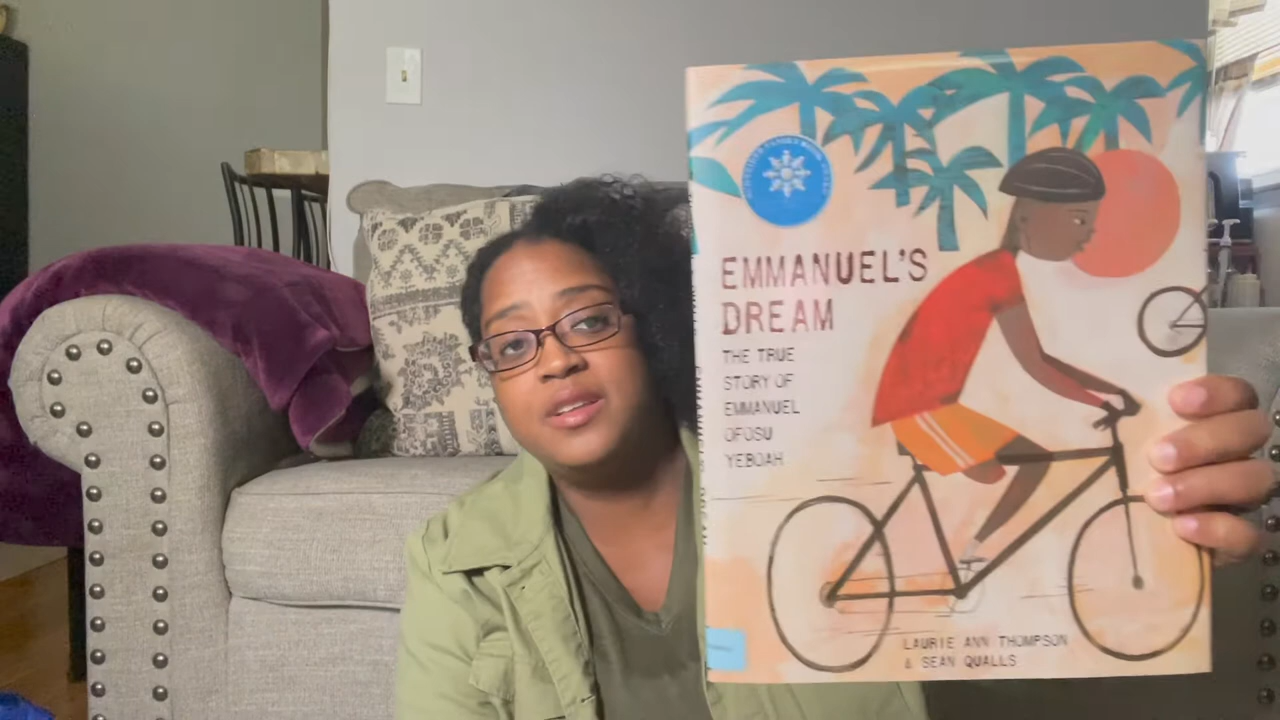 EMMANUEL'S
DREAM
THE TRUE
STORY OF
EMMANUEL
OFOSU
YEBOAH
LAURIE ANN THOMPSON
& SEAN QUALLS